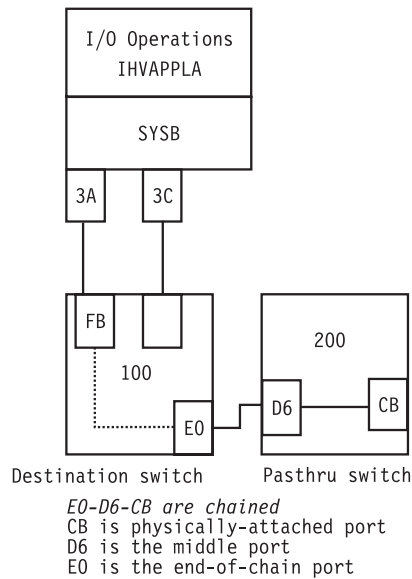 I/O Operations
IHVAPPLA
SYSB
3A
3C
FB
100
E0
200
D6
CB
Destination switch
Pasthru switch
E0-D6-CB are chained
CB is physically-attached port
D6 is the middle port
E0 is the end-of-chain port